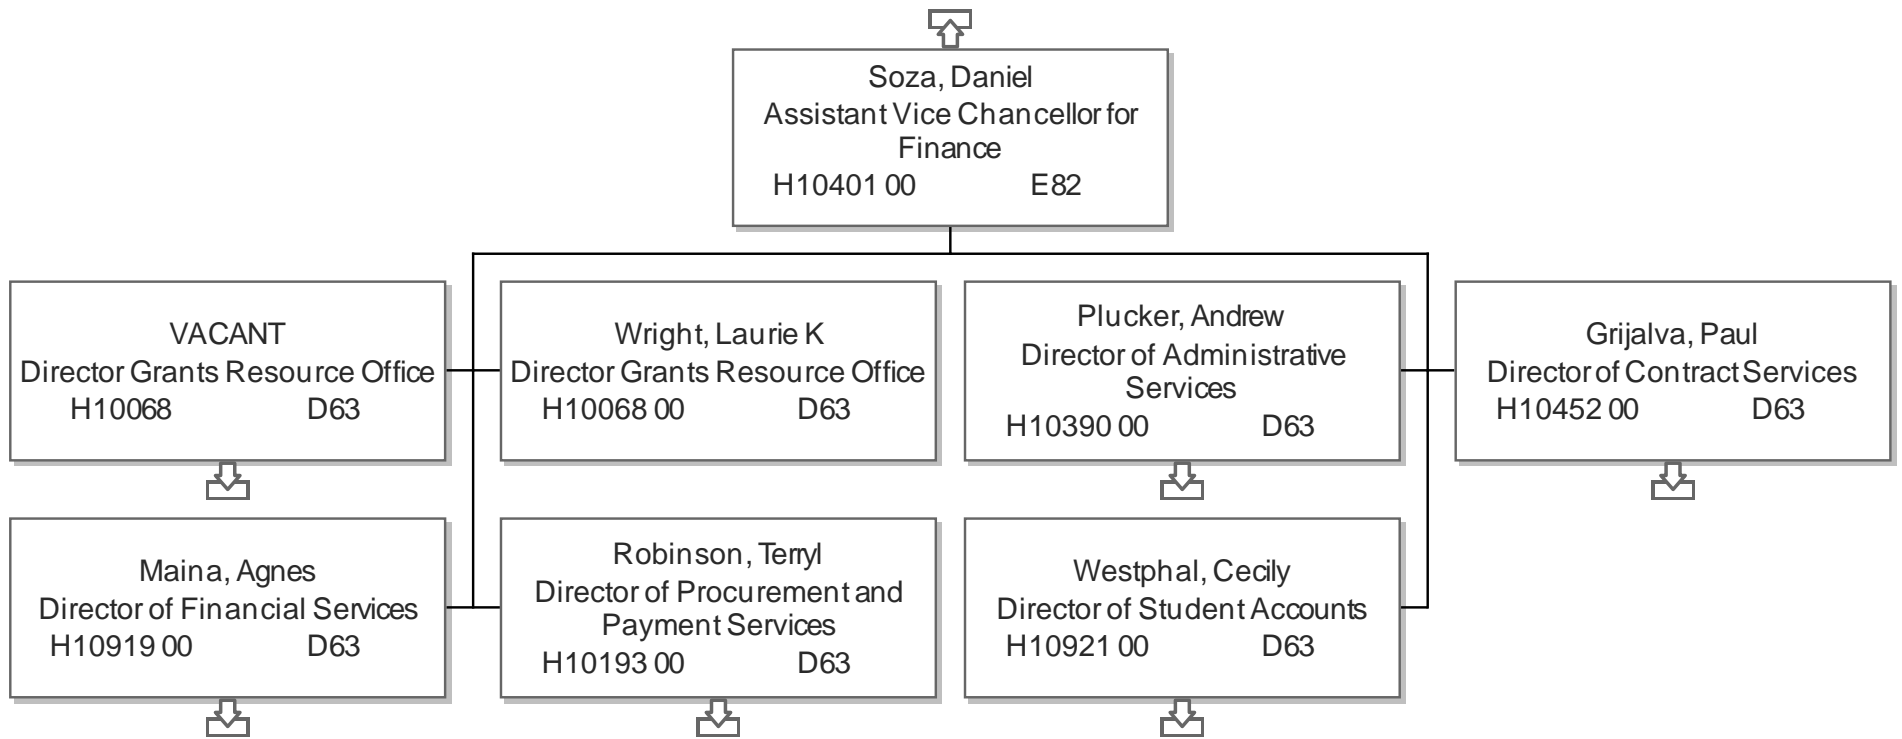 Soza, Daniel
Assistant Vice Chancellor for
Finance
H10401 00 E82
VACANT
Director Grants Resource Office
H10068 D63
Wright, Laurie K
Director Grants Resource Office
H10068 00 D63
Plucker, Andrew
Director of Administrative
Services
H10390 00 D63
Grijalva, Paul
Director of Contract Services
H10452 00 D63
Maina, Agnes
Director of Financial Services
H10919 00 D63
Robinson, Terryl
Director of Procurement and
Payment Services
H10193 00 D63
Westphal, Cecily
Director of Student Accounts
H10921 00 D63